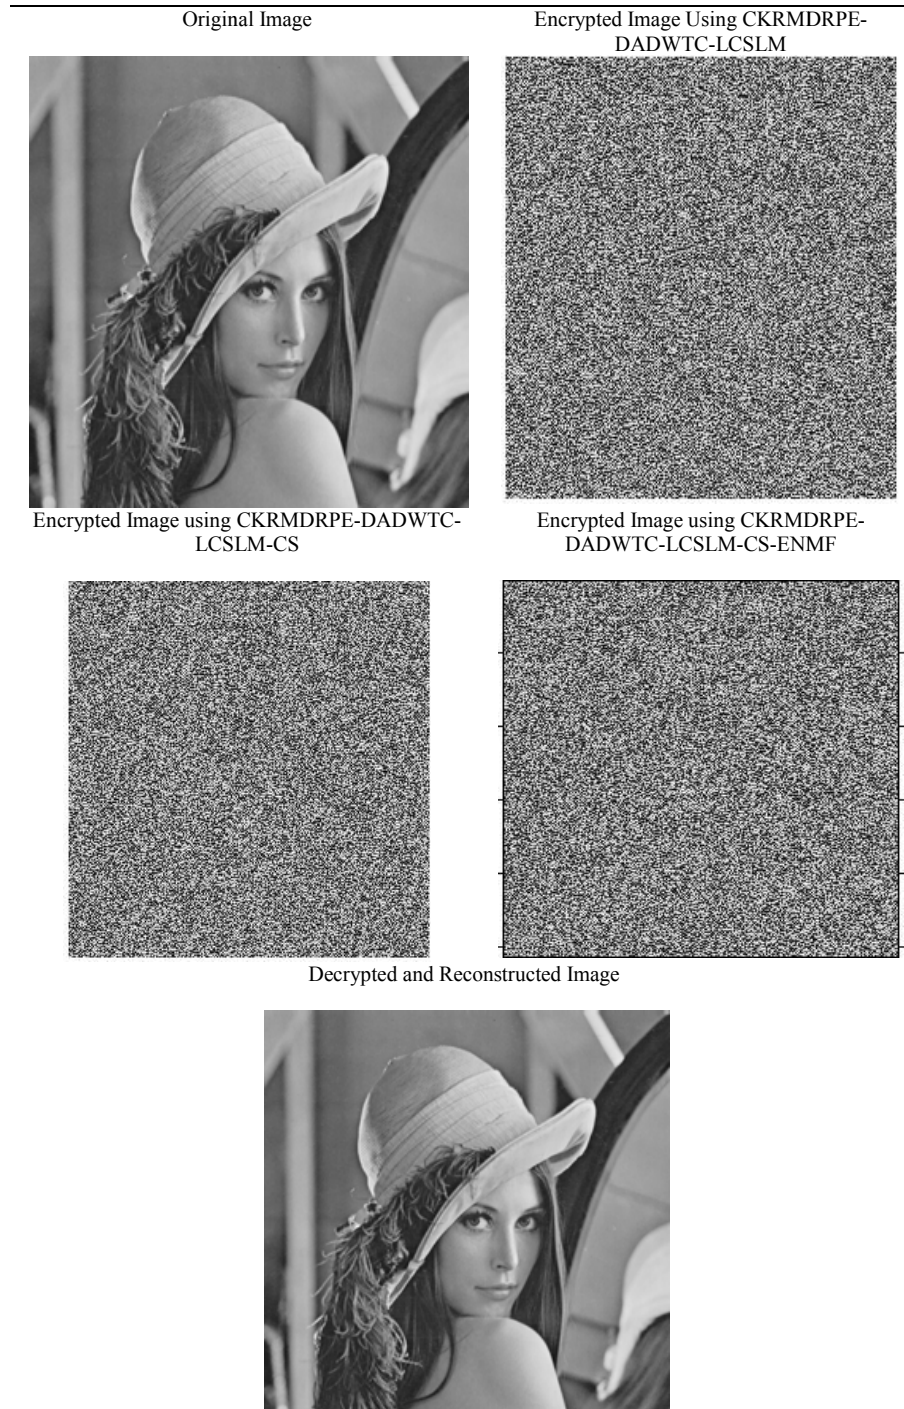 Original Image
Encrypted Image Using CKRMDRPE-
DADWTC-LCSLM
Encrypted Image using CKRMDRPE-DADWTC-
LCSLM-CS
Encrypted Image using CKRMDRPE-
DADWTC-LCSLM-CS-ENMF
Decrypted and Reconstructed Image